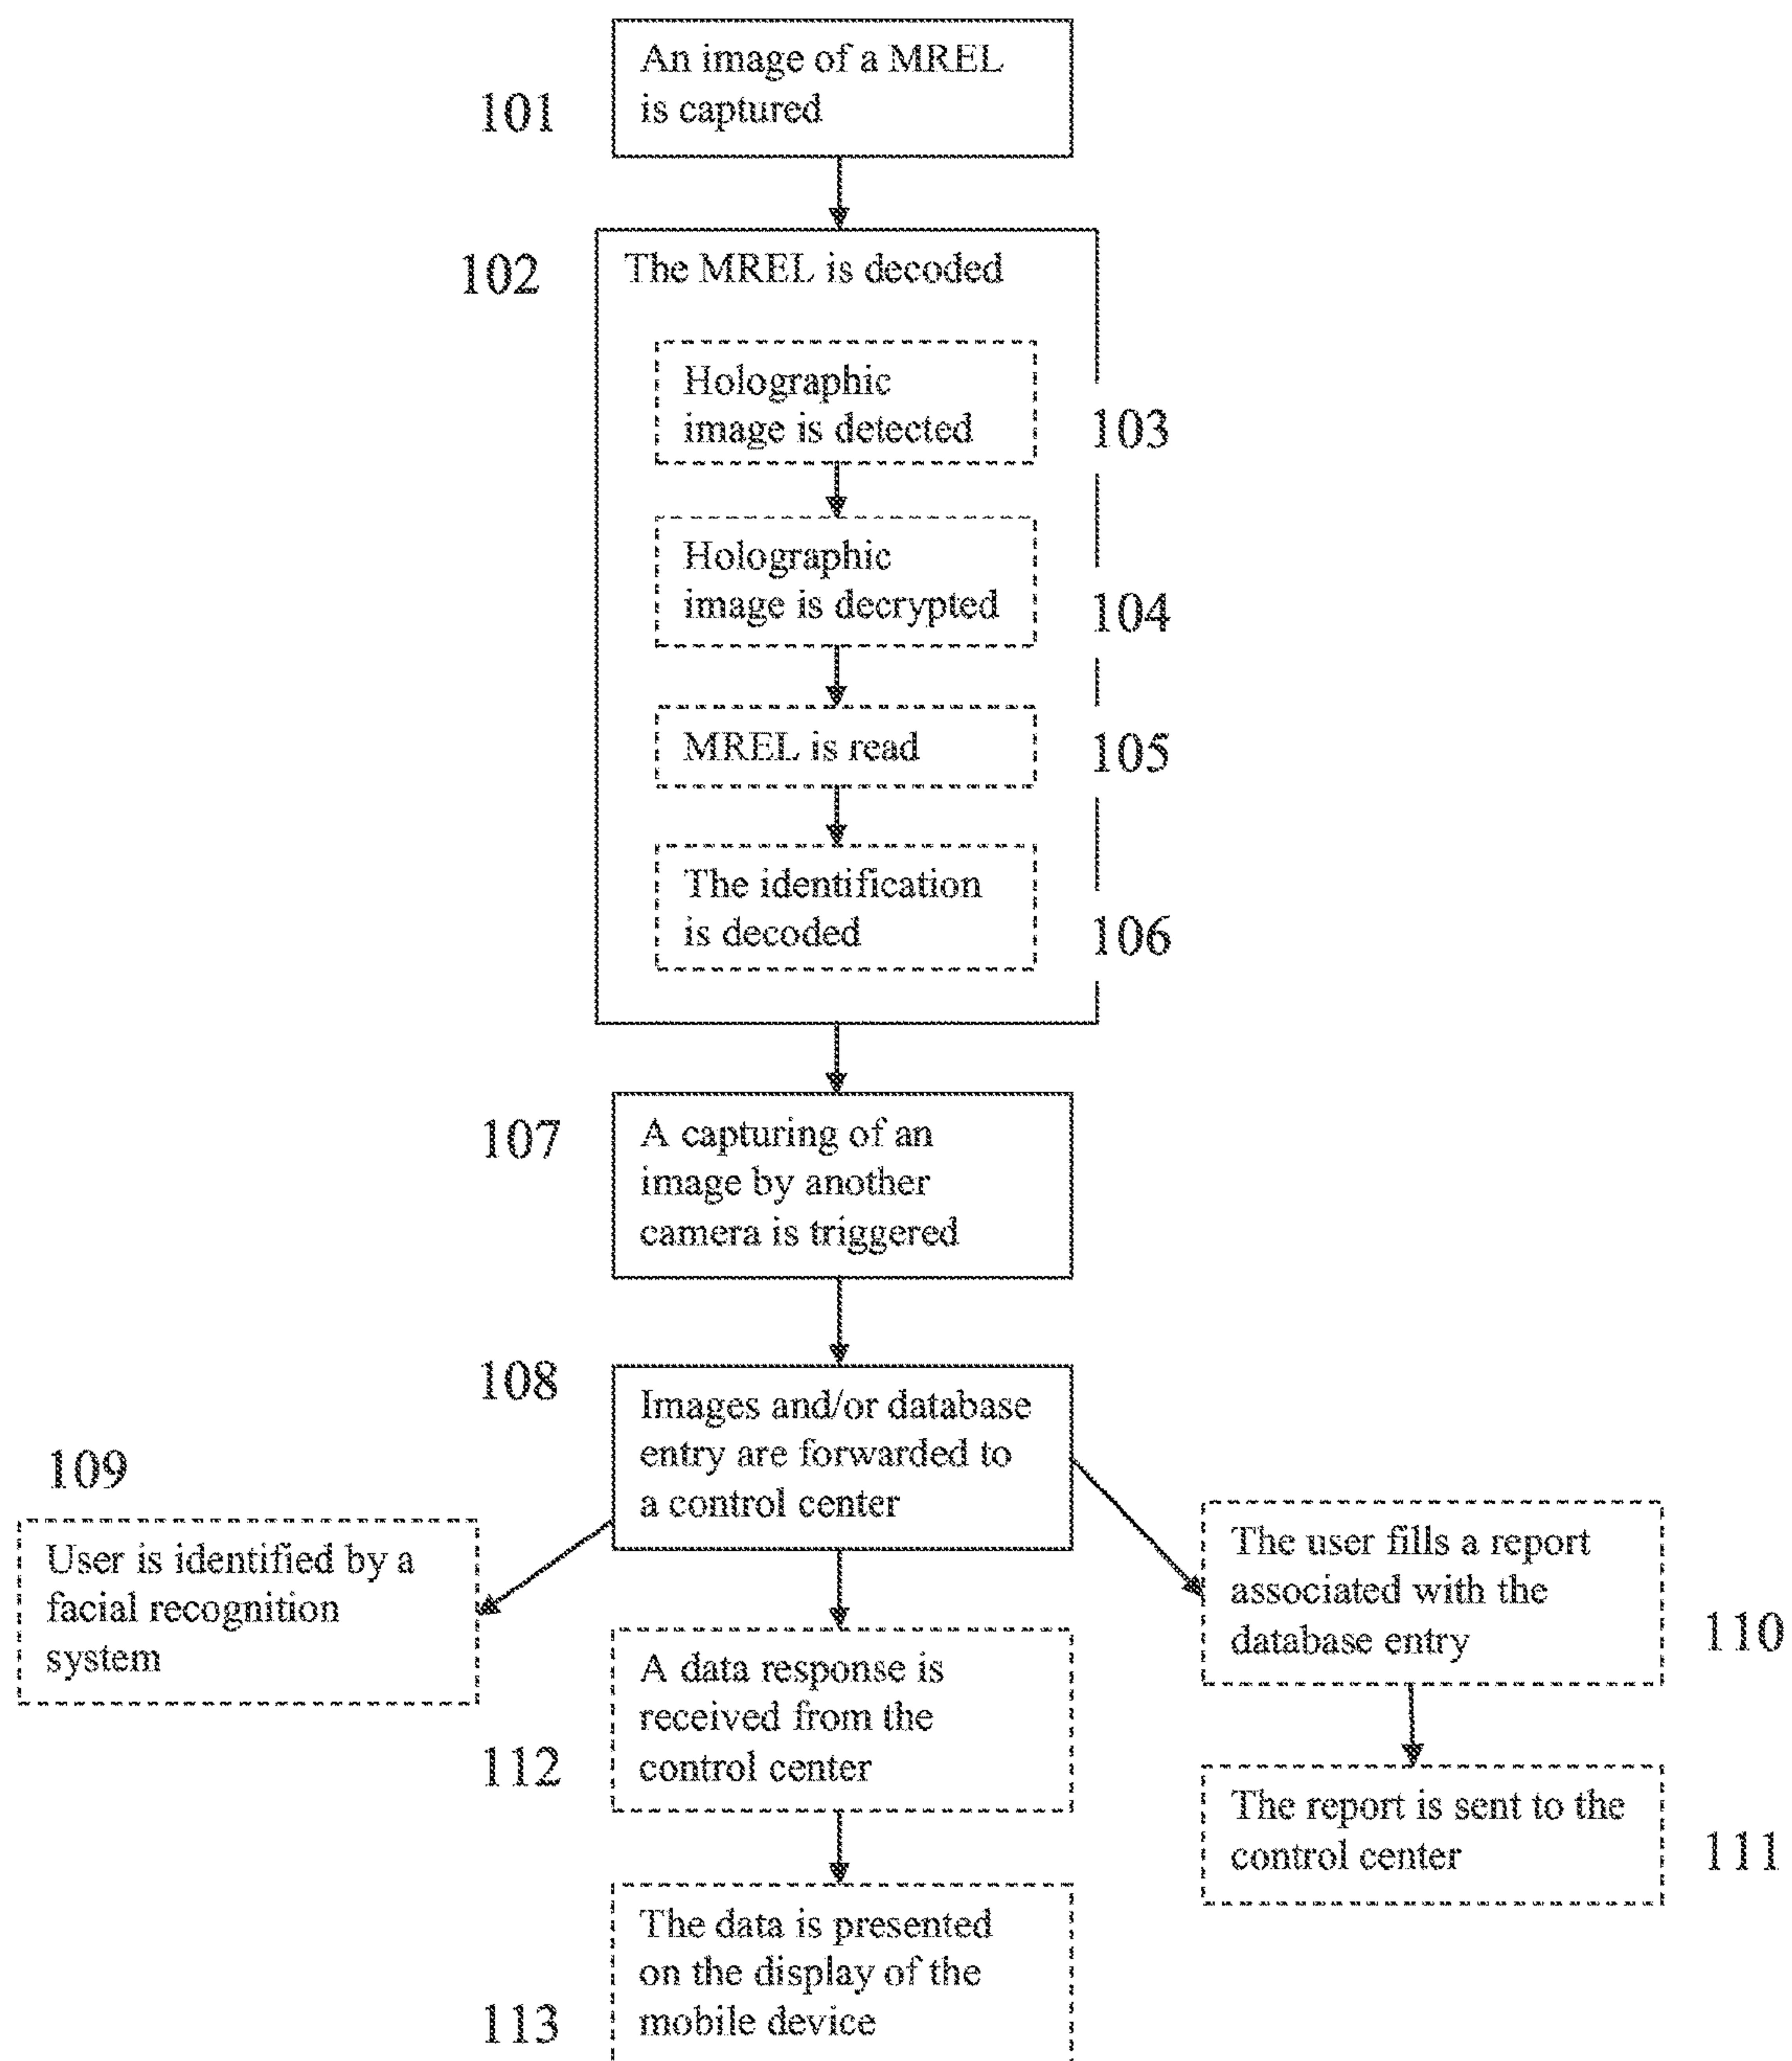 An image of a MREL
is captured
101
102
The MREL is decoded
Holographic
image is detected
103
Holographic
image is decrypted
104
MREL is read
105
The identification
is decoded
106
107
A capturing of an
image by another
camera is triggered
108
Images and/or database
entry are forwarded to
a control center
109
User is identified by a
facial recognition
system
The user fills a report
associated with the
database entry
110
A data response is
received from the
control center
112
The report is sent to the
control center
111
The data is presented
on the display of the
mobile device
113